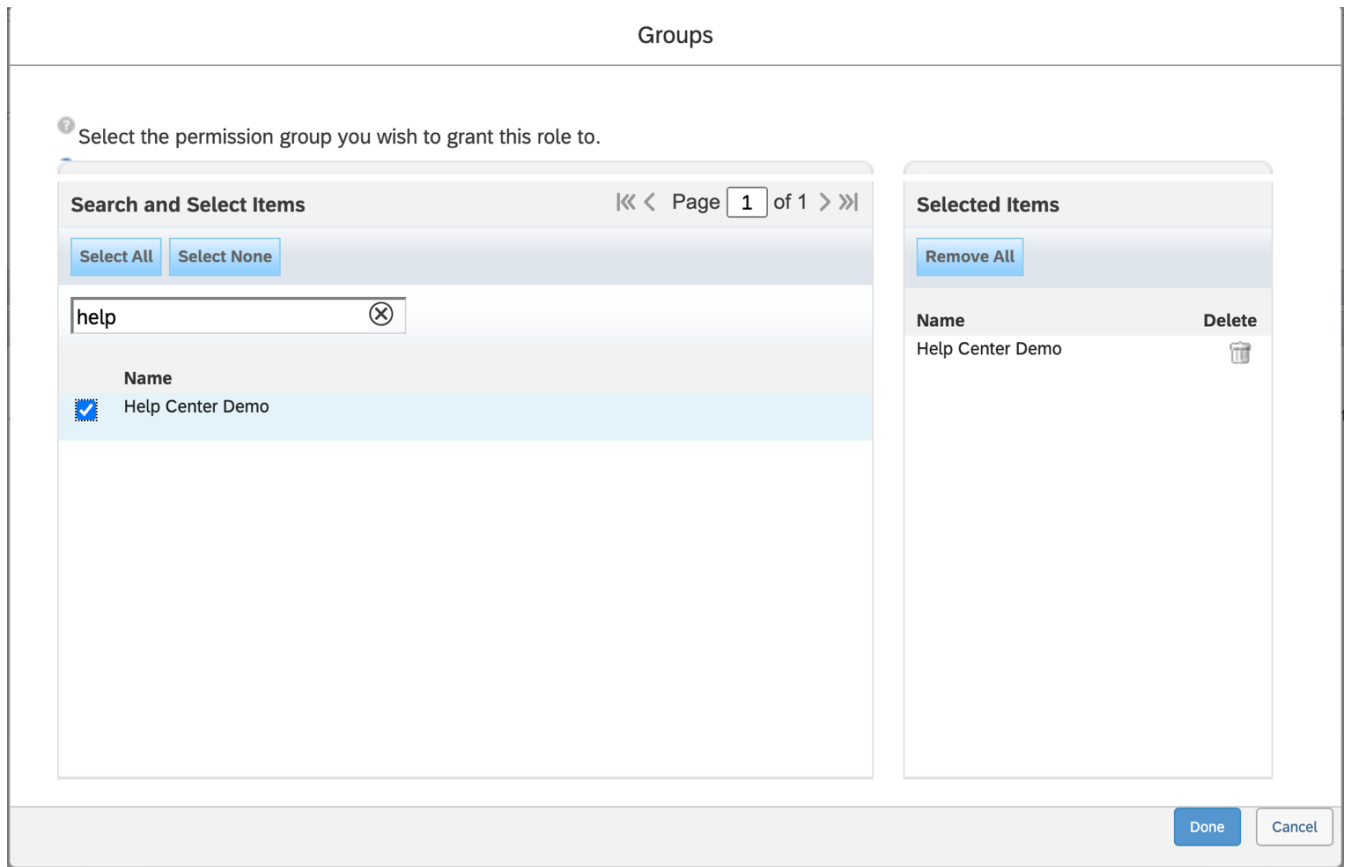 Groups
? Select the permission group you wish to grant this role to.
Search and Select Items
Page 1 of 1
Select All Select None
help
Name
Help Center Demo
Selected Items
Remove All
Name Delete
Help Center Demo
Done Cancel